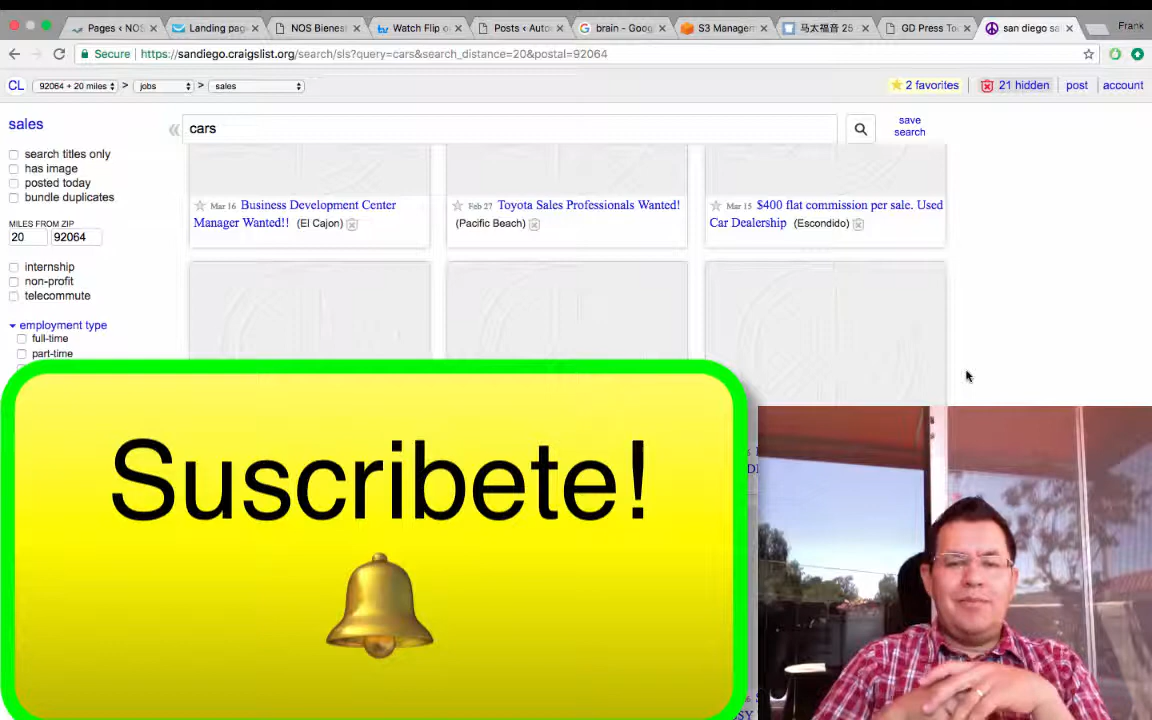 Pages ‹ NOS
Landing pag
NOS Bienes
Watch Flip o
Posts ‹ Auto
brain - Goog
S3 Managem
马太福音 25
GD Press To
san diego sa
Frank
Secure
https://sandiego.craigslist.org/search/sls?query=cars&search_distance=20&postal=92064
CL
92064 + 20 miles
>
jobs
>
sales
2 favorites
21 hidden
post
account
sales
cars
save
search
search titles only
has image
posted today
bundle duplicates
MILES FROM ZIP
20
92064
internship
non-profit
telecommute
employment type
full-time
part-time
Mar 16 Business Development Center
Manager Wanted!! (El Cajon)
Feb 27 Toyota Sales Professionals Wanted!
(Pacific Beach)
Mar 15 $400 flat commission per sale. Used
Car Dealership (Escondido)
Suscribete!